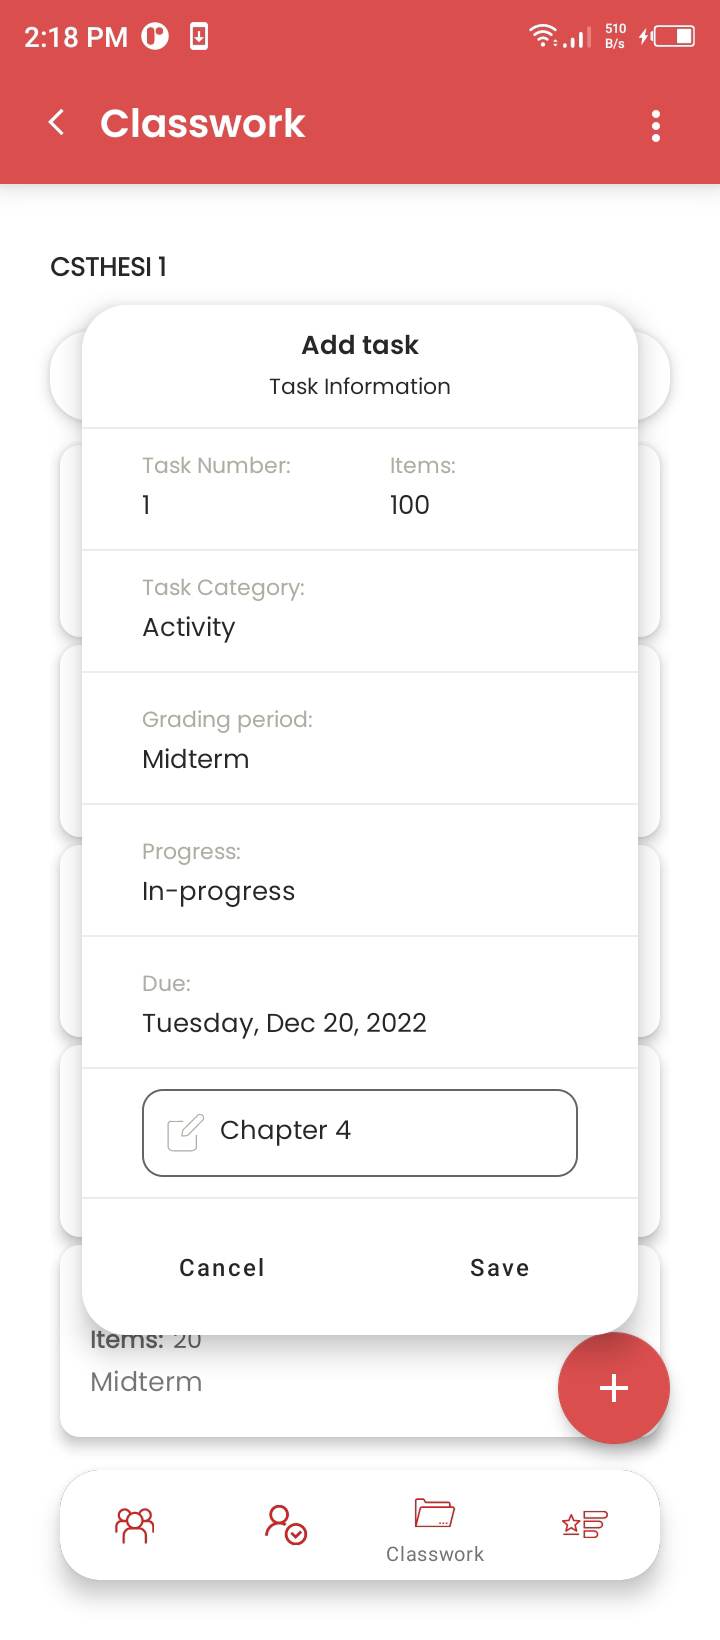 2:18 PM
510
B/s
Classwork
CSTHESI 1
Add task
Task Information
Task Number: Items:
1 100
Task Category:
Activity
Grading period:
Midterm
Progress:
In-progress
Due:
Tuesday, Dec 20, 2022
Chapter 4
Cancel Save
Items: 20
Midterm
Classwork